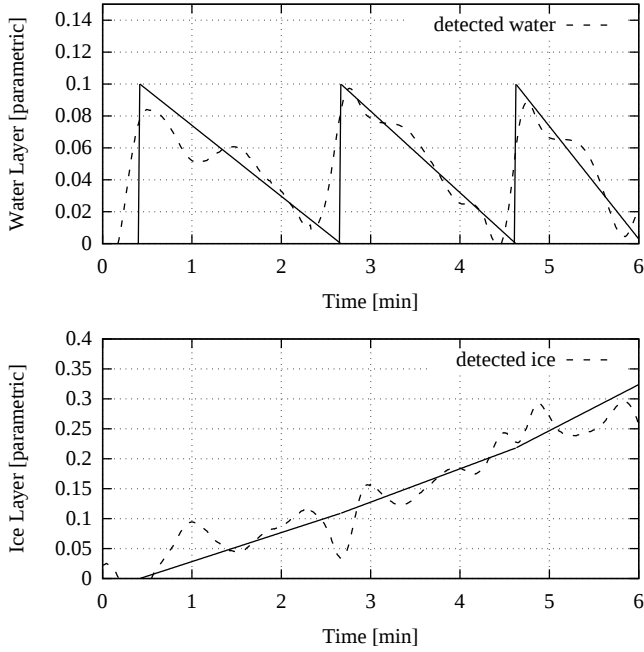 Water Layer [parametric]
0.14
0.12
0.1
0.08
0.06
0.04
0.02
0
detected water
0 1 2 3 4 5 6
Time [min]
Ice Layer [parametric]
0.4
0.35
0.3
0.25
0.2
0.15
0.1
0.05
0
detected ice
0 1 2 3 4 5 6
Time [min]